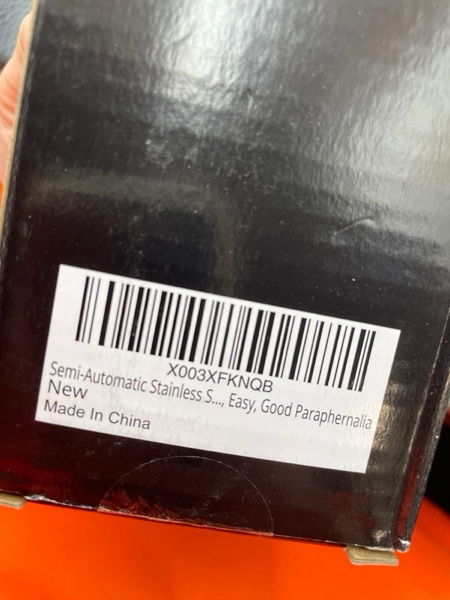 X003XFKNQB
Semi-Automatic Stainless S..., Easy, Good Paraphernalia
New
Made In China